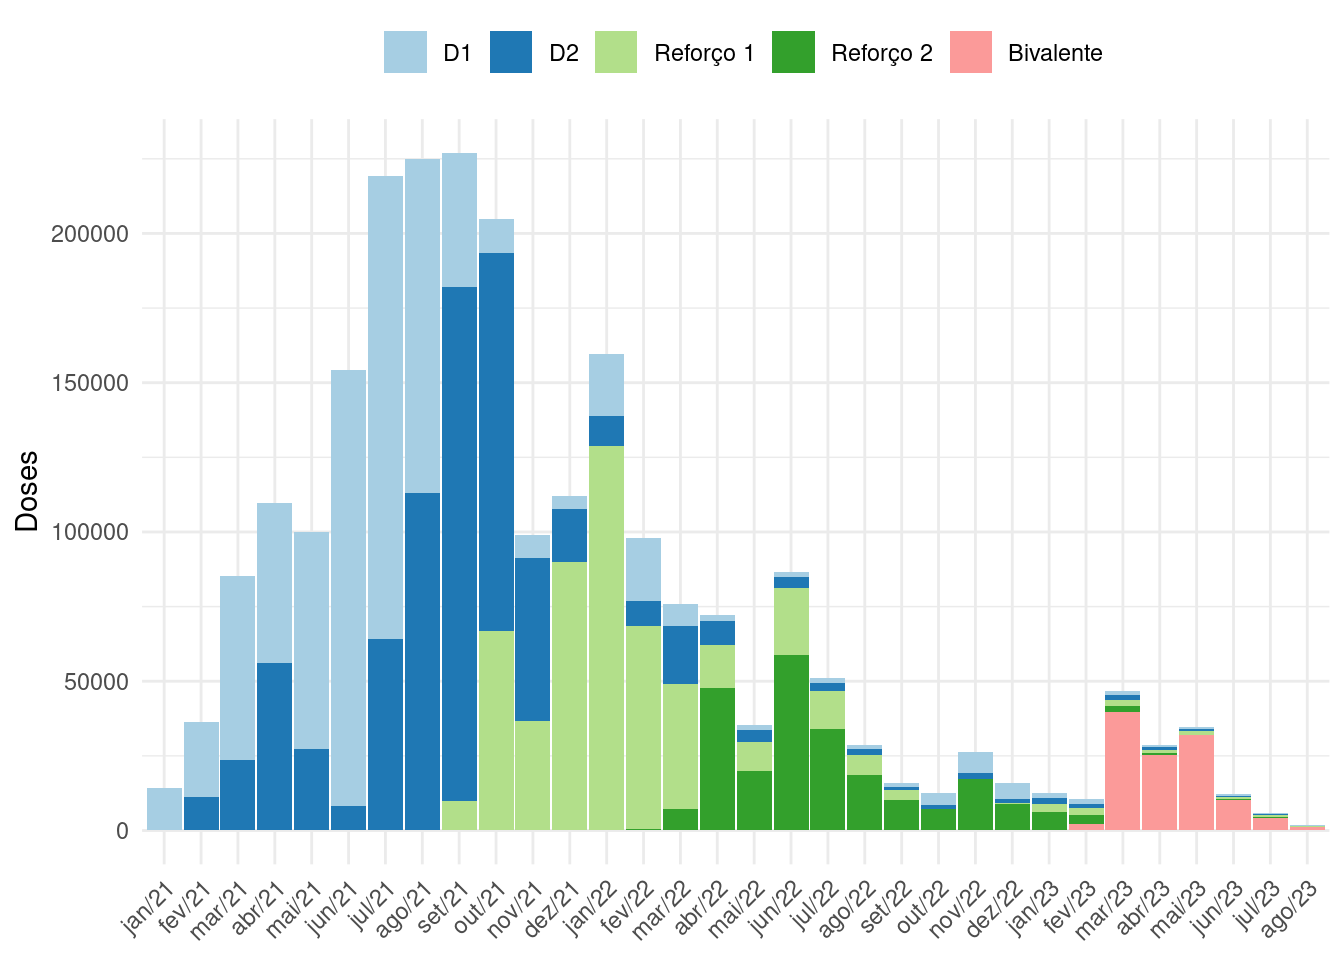 D1 D2 Reforço 1 Reforço 2 Bivalente
Doses
200000
150000
100000
50000
0
jan/21 fev/21 mar/21 abr/21 mai/21 jun/21 jul/21 ago/21 set/21 out/21 nov/21 dez/21 jan/22 fev/22 mar/22 abr/22 mai/22 jun/22 jul/22 ago/22 set/22 out/22 nov/22 dez/22 jan/23 fev/23 mar/23 abr/23 mai/23 jun/23 jul/23 ago/23